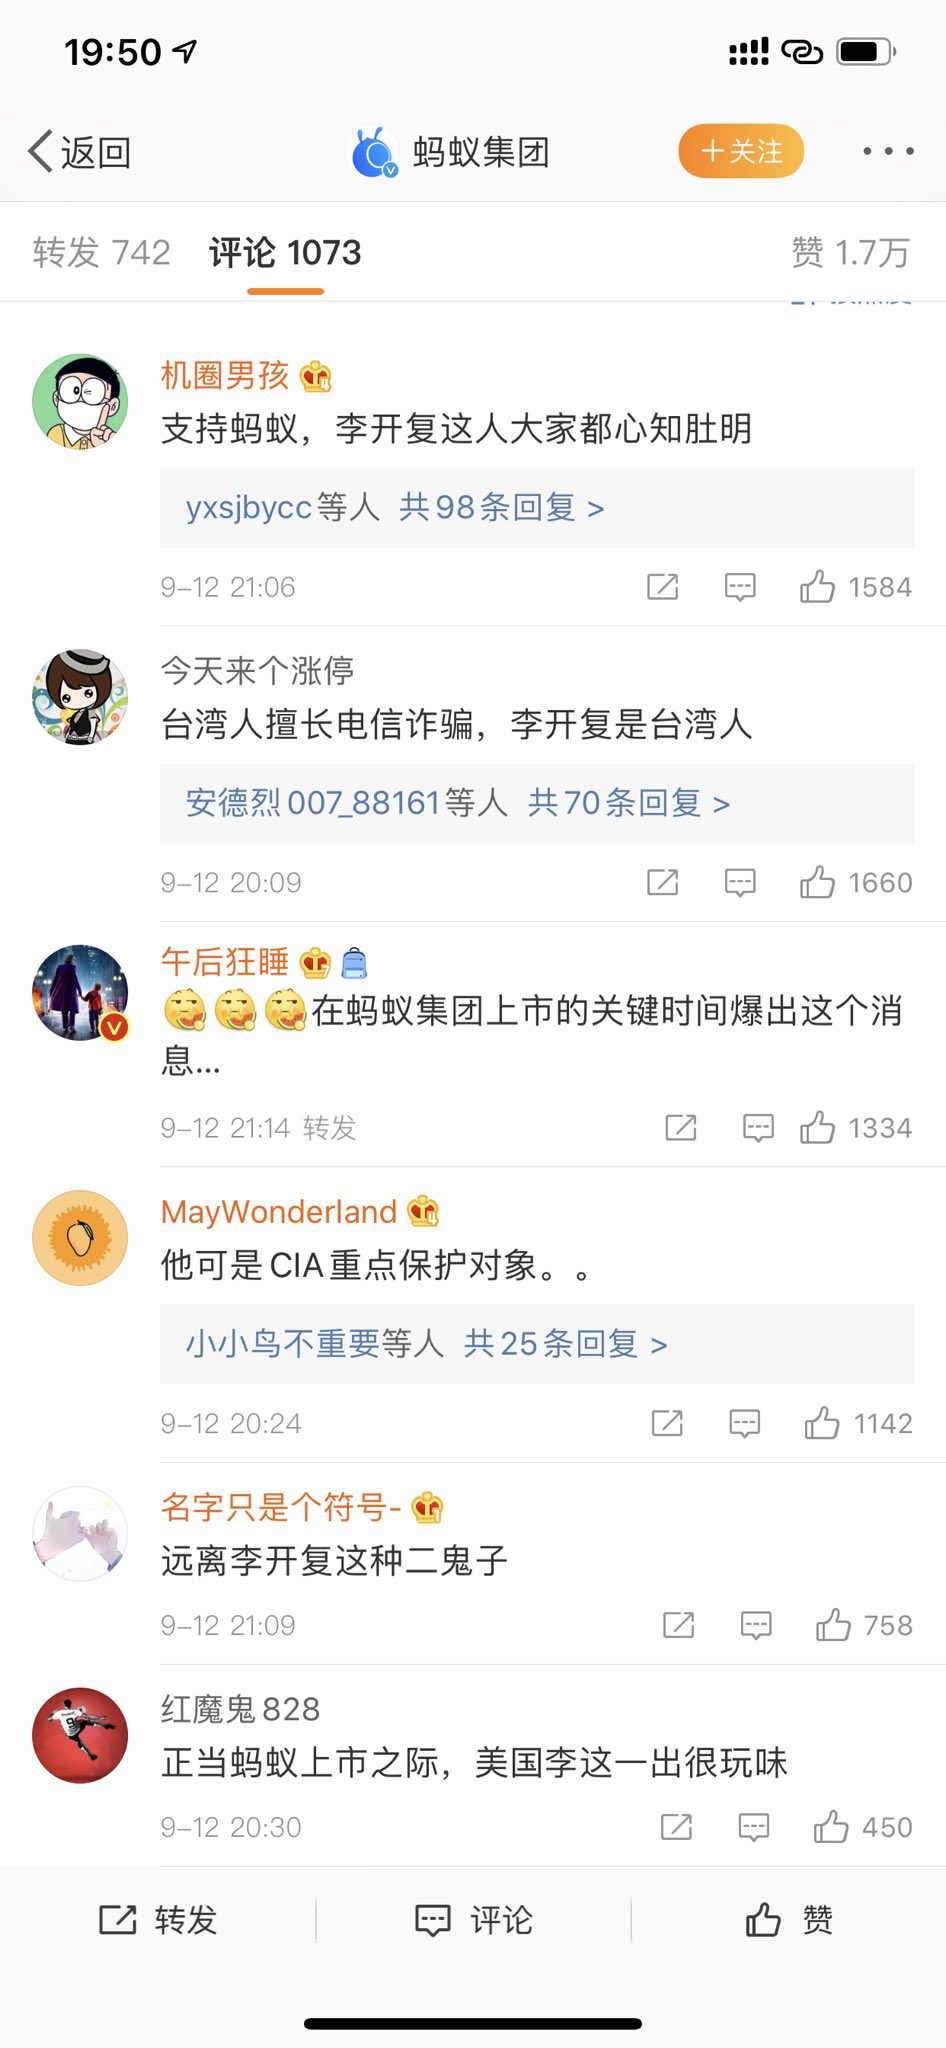 19:50
返回
蚂蚁集团
+关注
转发 742
评论 1073
赞 1.7万
机圈男孩
支持蚂蚁，李开复这人大家都心知肚明
yxsjbycc等人 共98条回复 >
9-12 21:06
1584
今天来个涨停
台湾人擅长电信诈骗，李开复是台湾人
安德烈007_88161等人 共70条回复 >
9-12 20:09
1660
午后狂睡
在蚂蚁集团上市的关键时间爆出这个消
息...
9-12 21:14 转发
1334
MayWonderland
他可是CIA重点保护对象。。
小小鸟不重要等人 共25条回复 >
9-12 20:24
1142
名字只是个符号-
远离李开复这种二鬼子
9-12 21:09
758
红魔鬼828
正当蚂蚁上市之际，美国李这一出很玩味
9-12 20:30
450
转发
评论
赞